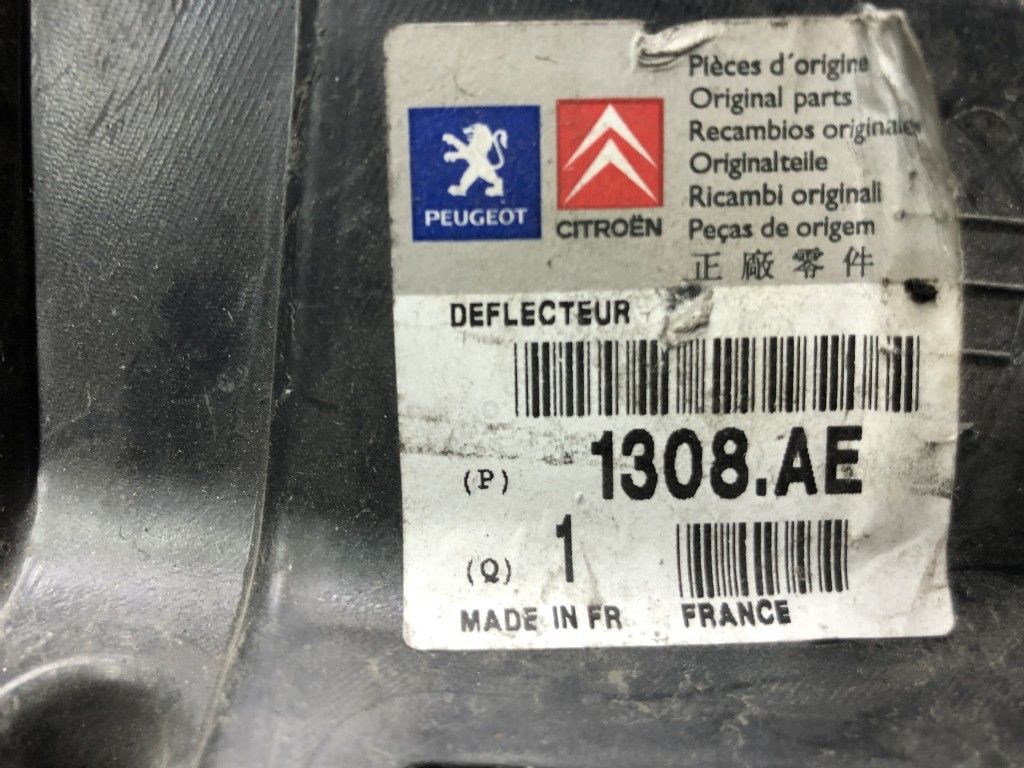 Pièces d'origine
Original parts
Recambios originales
Originalteile
Ricambi originali
Peças de origem
正廠零件
PEUGEOT
CITROËN
DEFLECTEUR
(P) 1308.AE
(Q) 1
MADE IN FR FRANCE